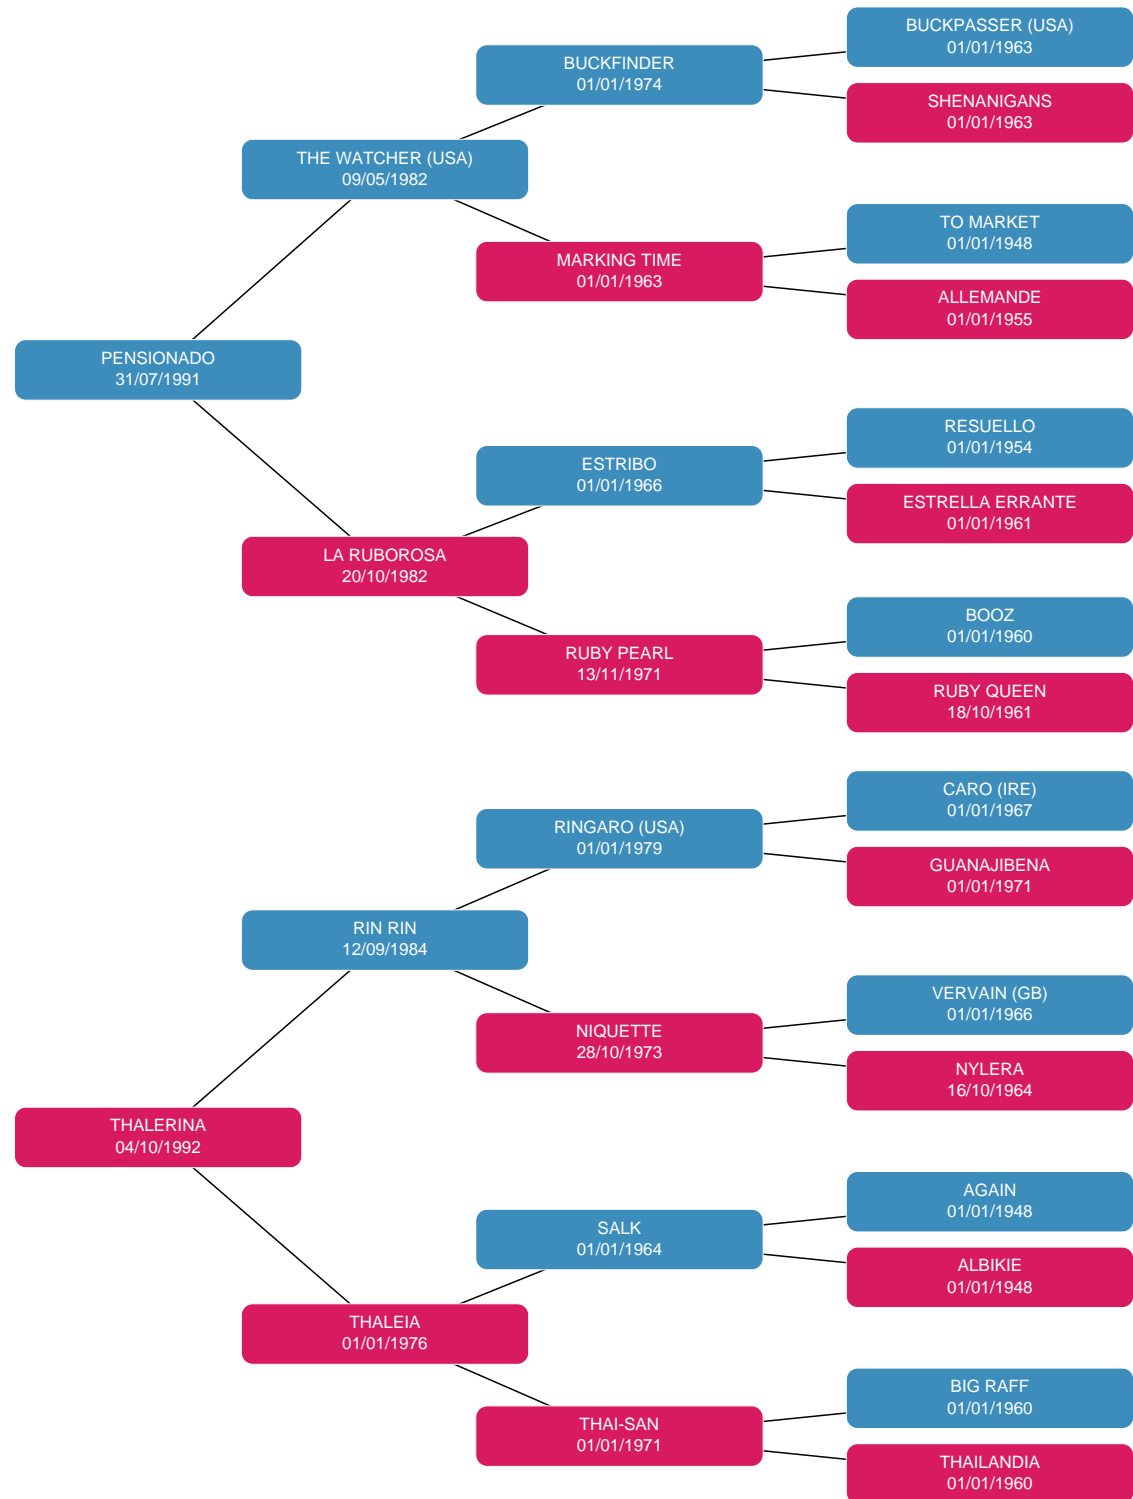 BUCKPASSER (USA)
01/01/1963
BUCKFINDER
01/01/1974
SHENANIGANS
01/01/1963
THE WATCHER (USA)
09/05/1982
TO MARKET
01/01/1948
MARKING TIME
01/01/1963
ALLEMANDE
01/01/1955
PENSIONADO
31/07/1991
RESUELLO
01/01/1954
ESTRIBO
01/01/1966
ESTRELLA ERRANTE
01/01/1961
LA RUBOROSA
20/10/1982
BOOZ
01/01/1960
RUBY PEARL
13/11/1971
RUBY QUEEN
18/10/1961
CARO (IRE)
01/01/1967
RINGARO (USA)
01/01/1979
GUANAJIBENA
01/01/1971
RIN RIN
12/09/1984
VERVAIN (GB)
01/01/1966
NIQUETTE
28/10/1973
NYLERA
16/10/1964
THALERINA
04/10/1992
AGAIN
01/01/1948
SALK
01/01/1964
ALBIKIE
01/01/1948
THALEIA
01/01/1976
BIG RAFF
01/01/1960
THAI-SAN
01/01/1971
THAILANDIA
01/01/1960